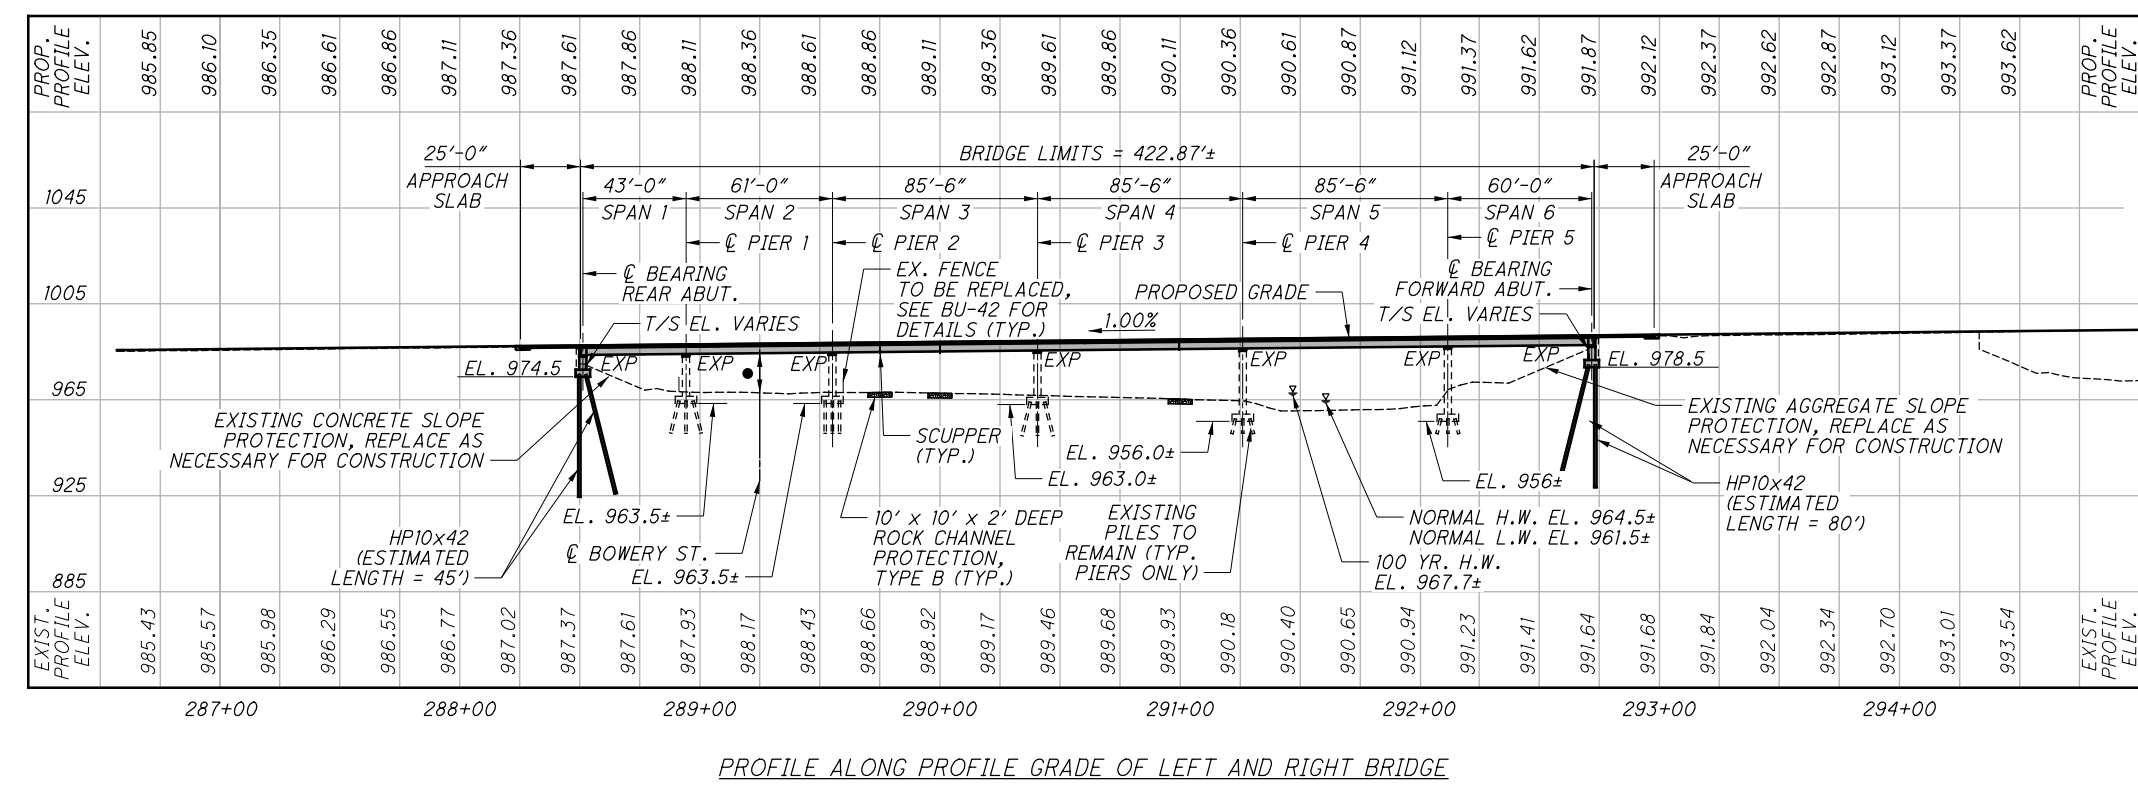 PROP.
PROFILE
ELEV.
985.85
986.10
986.35
986.61
986.86
987.11
987.36
987.61
987.86
988.11
988.36
988.61
988.86
989.11
989.36
989.61
989.86
990.11
990.36
990.61
990.87
991.12
991.37
991.62
991.87
992.12
992.37
992.62
992.87
993.12
993.37
993.62
PROP.
PROFILE
ELEV.
25'-0"
APPROACH
SLAB
BRIDGE LIMITS = 422.87'±
25'-0"
APPROACH
SLAB
43'-0"
SPAN 1
61'-0"
SPAN 2
85'-6"
SPAN 3
85'-6"
SPAN 4
85'-6"
SPAN 5
60'-0"
SPAN 6
1045
1005
965
925
885
℄ PIER 1
℄ PIER 2
℄ PIER 3
℄ PIER 4
℄ PIER 5
℄ BEARING
REAR ABUT.
EX. FENCE
TO BE REPLACED,
SEE BU-42 FOR
DETAILS (TYP.)
PROPOSED GRADE
1.00%
℄ BEARING
FORWARD ABUT.
T/S EL. VARIES
T/S EL. VARIES
EXP
EXP
EXP
EXP
EXP
EXP
EXP
EL. 974.5
EL. 978.5
EXISTING CONCRETE SLOPE
PROTECTION, REPLACE AS
NECESSARY FOR CONSTRUCTION
SCUPPER
(TYP.)
EL. 956.0±
EL. 963.0±
EL. 956±
EXISTING AGGREGATE SLOPE
PROTECTION, REPLACE AS
NECESSARY FOR CONSTRUCTION
HP10x42
(ESTIMATED
LENGTH = 45')
EL. 963.5±
℄ BOWERY ST.
EL. 963.5±
10' x 10' x 2' DEEP
ROCK CHANNEL
PROTECTION,
TYPE B (TYP.)
EXISTING
PILES TO
REMAIN (TYP.
PIERS ONLY)
NORMAL H.W. EL. 964.5±
NORMAL L.W. EL. 961.5±
100 YR. H.W.
EL. 967.7±
HP10x42
(ESTIMATED
LENGTH = 80')
EXIST.
PROFILE
ELEV.
985.43
985.57
985.98
986.29
986.55
986.77
987.02
987.37
987.61
987.93
988.17
988.43
988.66
988.92
989.17
989.46
989.68
989.93
990.18
990.40
990.65
990.94
991.23
991.41
991.64
991.68
991.84
992.04
992.34
992.70
993.01
993.54
EXIST.
PROFILE
ELEV.
287+00
288+00
289+00
290+00
291+00
292+00
293+00
294+00
PROFILE ALONG PROFILE GRADE OF LEFT AND RIGHT BRIDGE